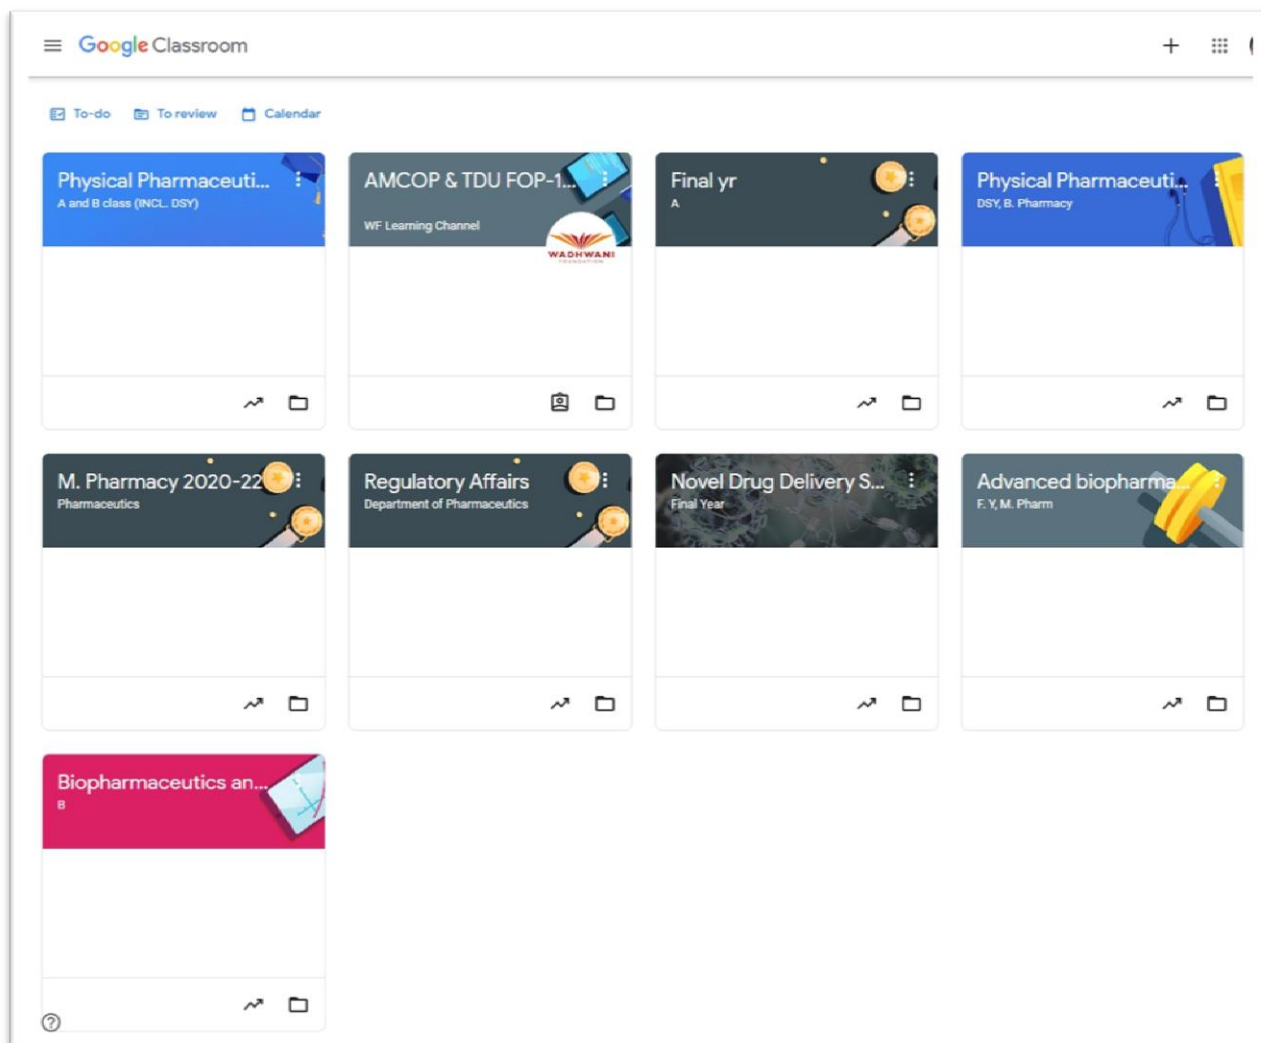 Google Classroom
To-do To review Calendar
Physical Pharmaceuti...
A and B class (INCL. DSY)
AMCOP & TDU FOP-1...
WF Learning Channel
WADHWANI
FOUNDATION
Final yr
A
Physical Pharmaceuti...
DSY, B. Pharmacy
M. Pharmacy 2020-22
Pharmaceutics
Regulatory Affairs
Department of Pharmaceutics
Novel Drug Delivery S...
Final Year
Advanced biopharma...
F. Y, M. Pharm
Biopharmaceutics an...
B